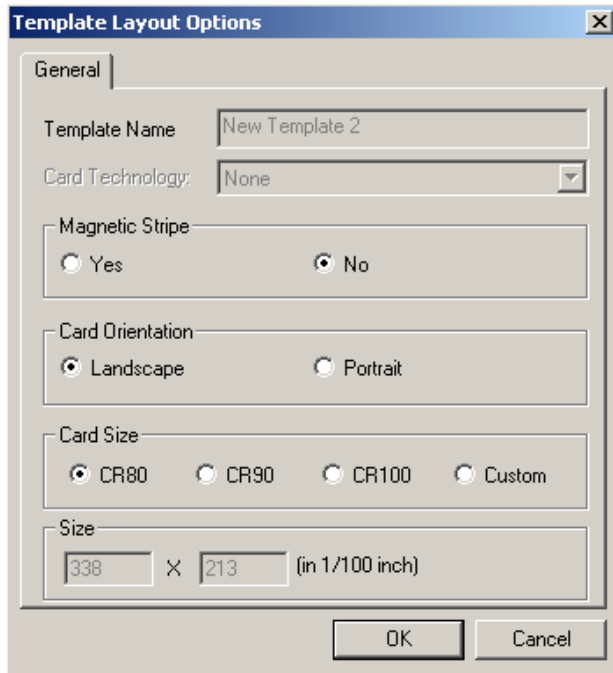 Template Layout Options
General
Template Name New Template 2
Card Technology: None
Magnetic Stripe
Yes No
Card Orientation
Landscape Portrait
Card Size
CR80 CR90 CR100 Custom
Size
338 X 213 (in 1/100 inch)
OK Cancel